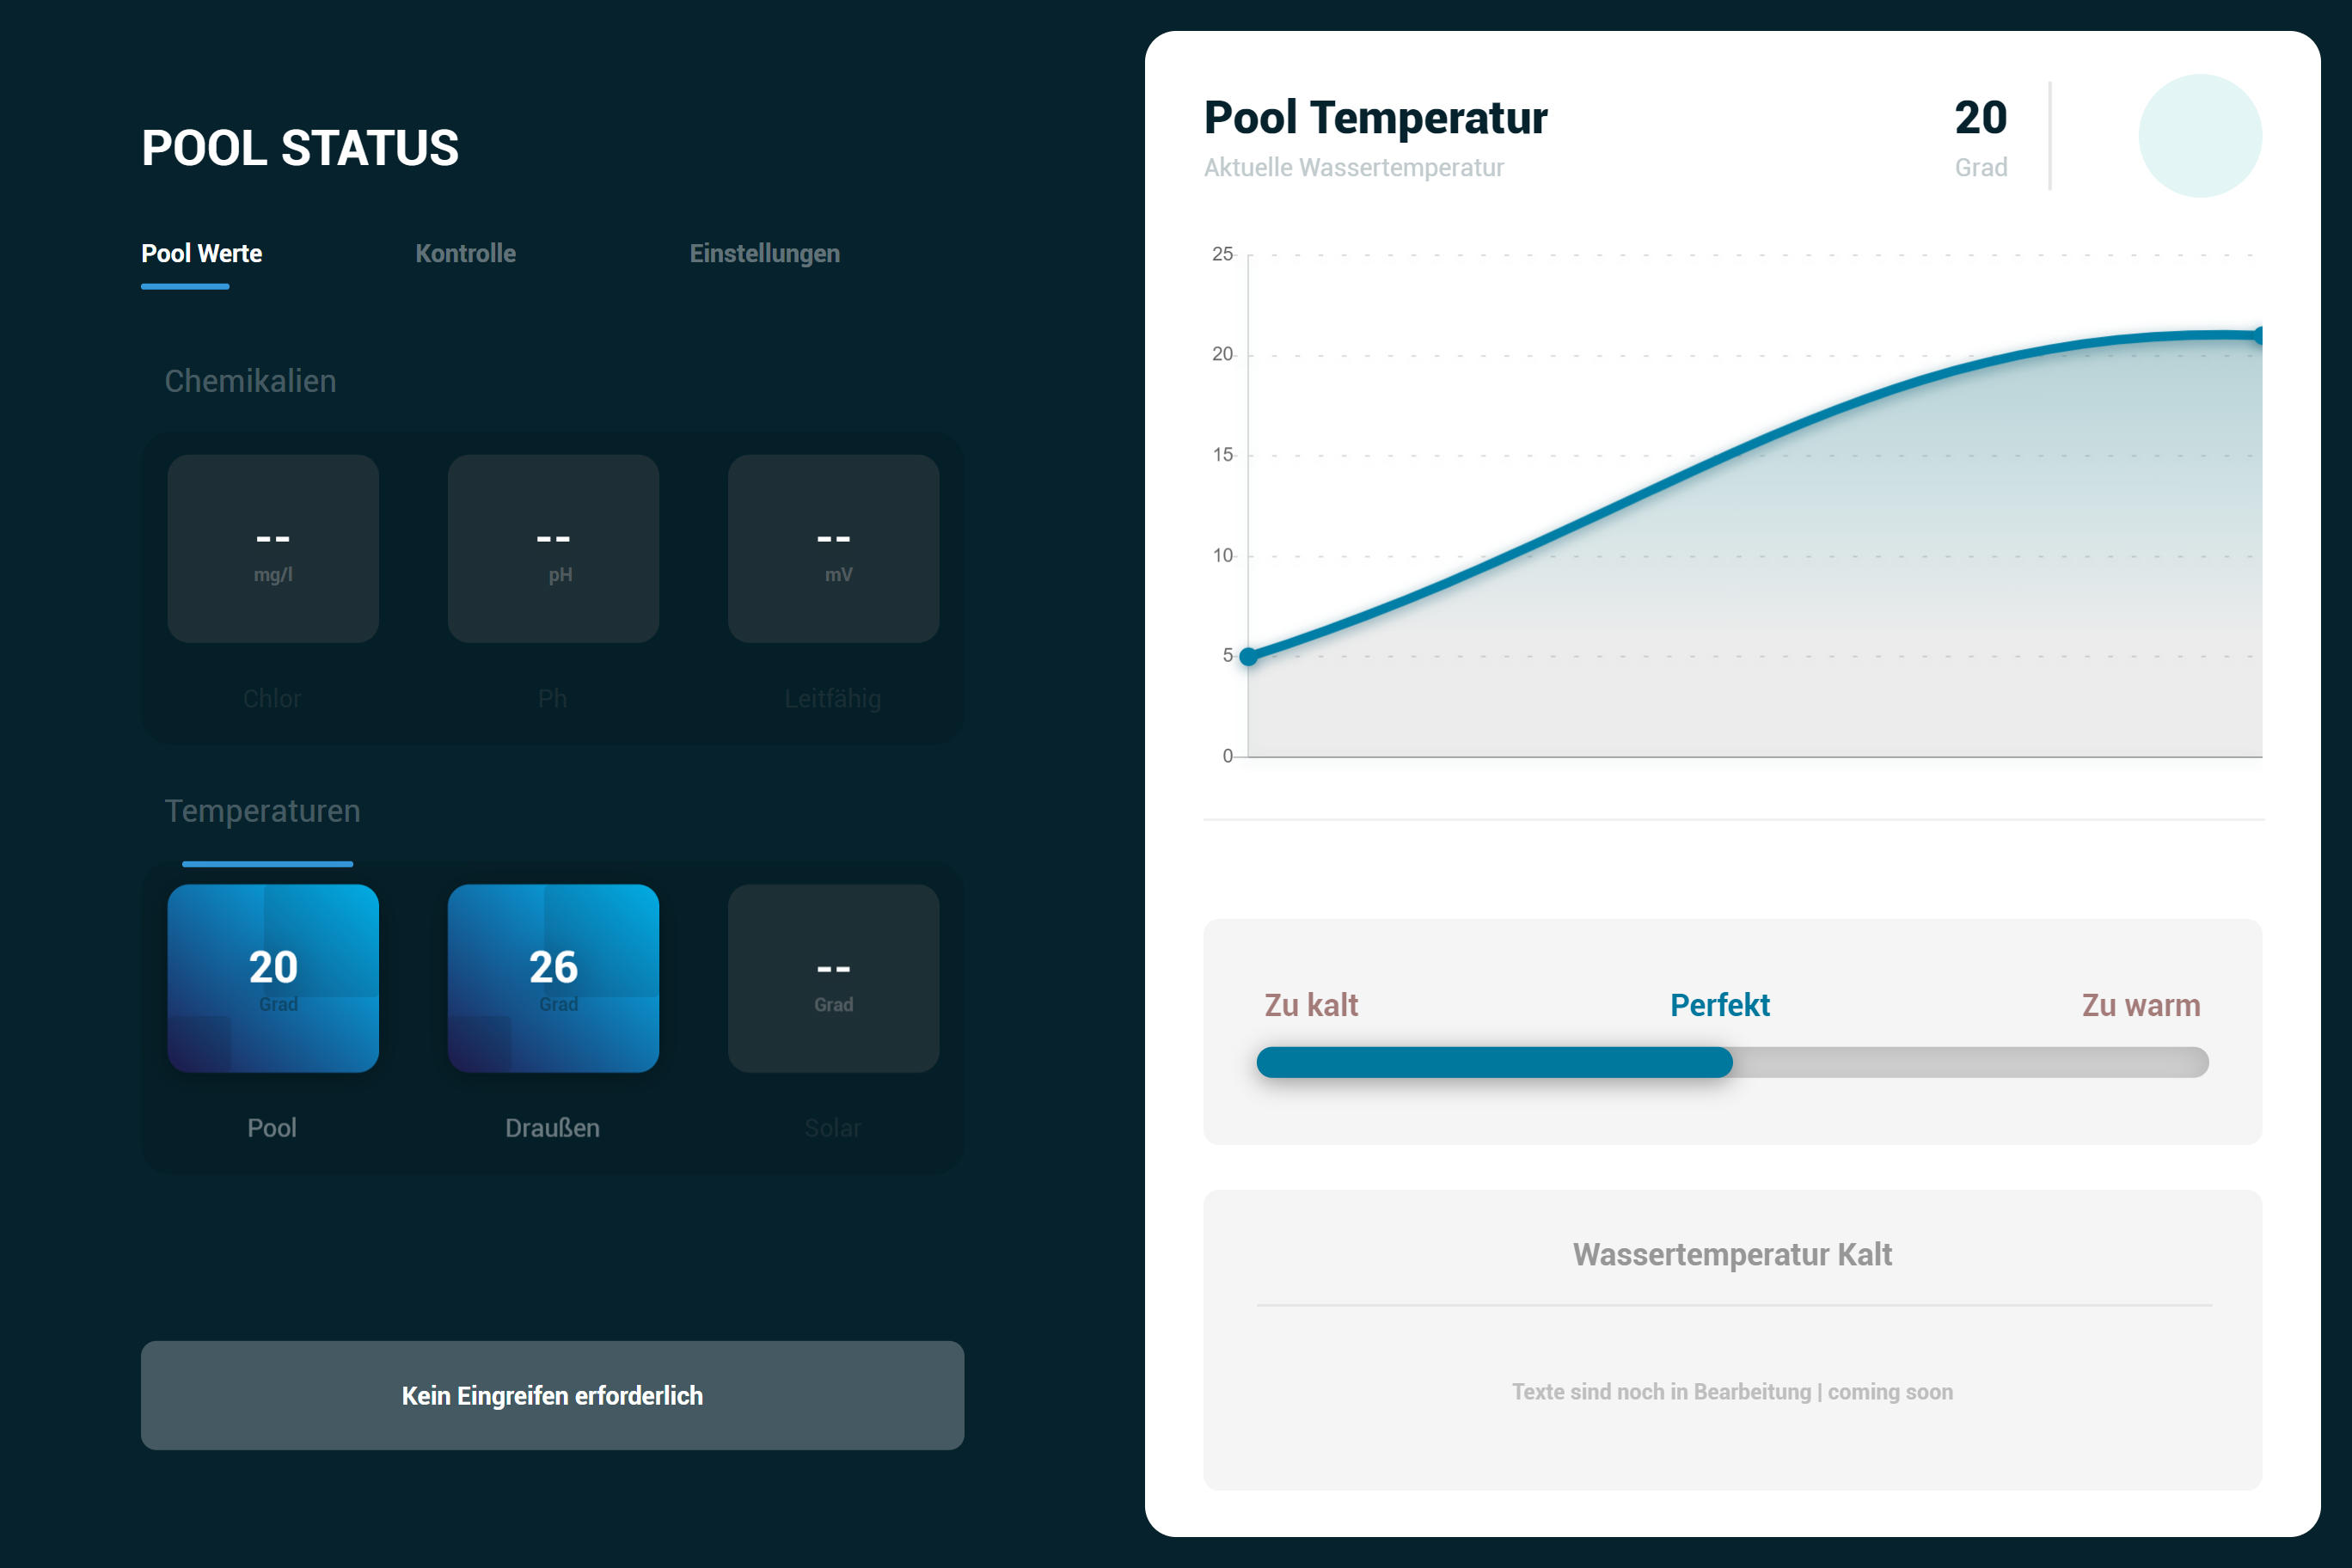 POOL STATUS
Pool Werte Kontrolle Einstellungen
Chemikalien
-- -- --
mg/l pH mV
Chlor Ph Leitfähig
Temperaturen
20 26 --
Grad Grad Grad
Pool Draußen Solar
Kein Eingreifen erforderlich
Pool Temperatur 20
Aktuelle Wassertemperatur Grad
25
20
15
10
5
0
Zu kalt Perfekt Zu warm
Wassertemperatur Kalt
Texte sind noch in Bearbeitung | coming soon